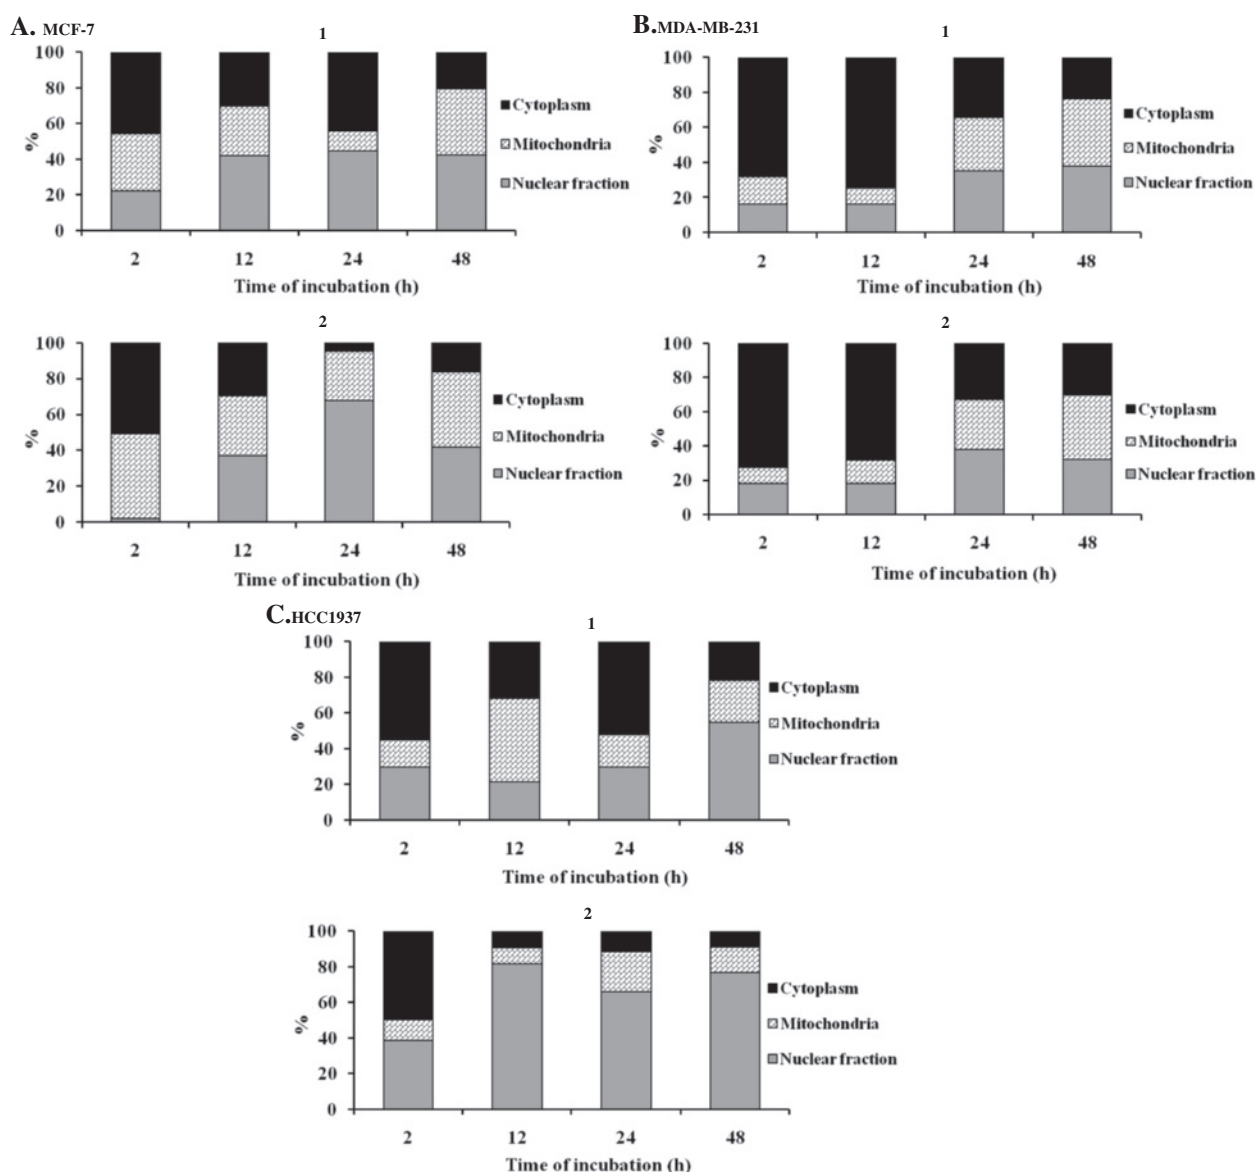 A. MCF-7
1
100
80
60
40
20
0
%
2 12 24 48
Time of incubation (h)
Cytoplasm
Mitochondria
Nuclear fraction
2
100
80
60
40
20
0
%
2 12 24 48
Time of incubation (h)
Cytoplasm
Mitochondria
Nuclear fraction
B.MDA-MB-231
1
100
80
60
40
20
0
%
2 12 24 48
Time of incubation (h)
Cytoplasm
Mitochondria
Nuclear fraction
2
100
80
60
40
20
0
%
2 12 24 48
Time of incubation (h)
Cytoplasm
Mitochondria
Nuclear fraction
C.HCC1937
1
100
80
60
40
20
0
%
2 12 24 48
Time of incubation (h)
Cytoplasm
Mitochondria
Nuclear fraction
2
100
80
60
40
20
0
%
2 12 24 48
Time of incubation (h)
Cytoplasm
Mitochondria
Nuclear fraction